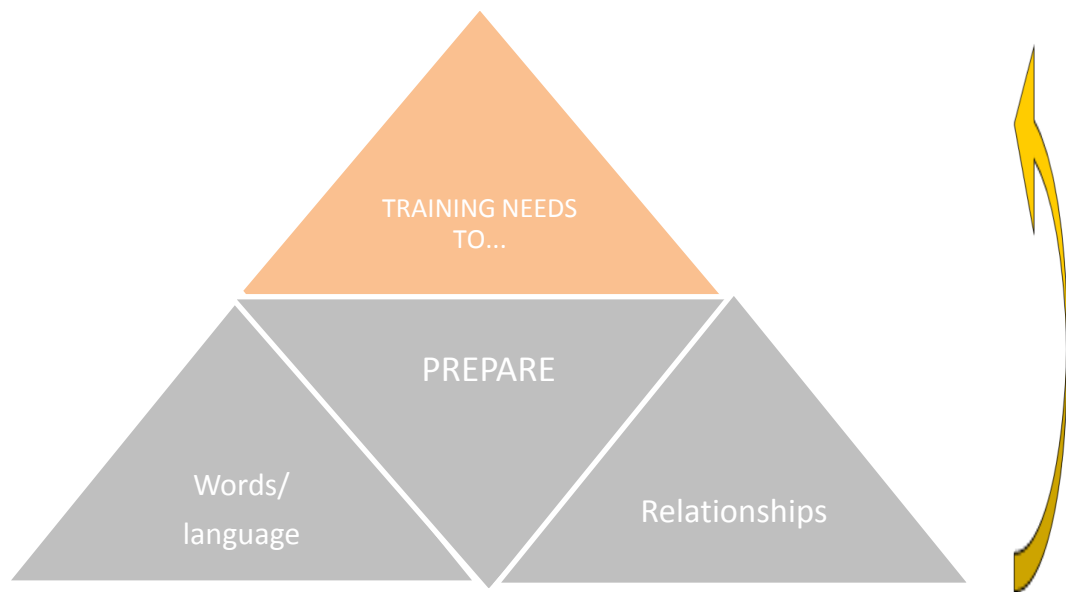 TRAINING NEEDS
TO...
PREPARE
Words/
language
Relationships